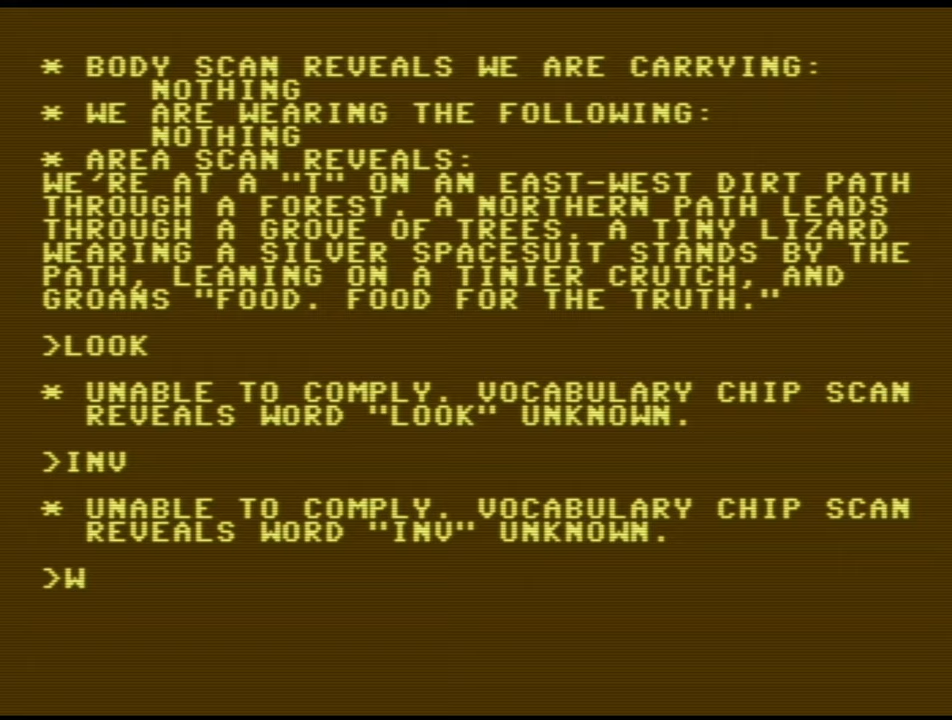 * BODY SCAN REVEALS WE ARE CARRYING:
NOTHING
* WE ARE WEARING THE FOLLOWING:
NOTHING
* AREA SCAN REVEALS:
WE'RE AT A "T" ON AN EAST-WEST DIRT PATH
THROUGH A FOREST. A NORTHERN PATH LEADS
THROUGH A GROVE OF TREES. A TINY LIZARD
WEARING A SILVER SPACESUIT STANDS BY THE
PATH, LEANING ON A TINIER CRUTCH, AND
GROANS "FOOD. FOOD FOR THE TRUTH."
>LOOK
* UNABLE TO COMPLY. VOCABULARY CHIP SCAN
REVEALS WORD "LOOK" UNKNOWN.
>INV
* UNABLE TO COMPLY. VOCABULARY CHIP SCAN
REVEALS WORD "INV" UNKNOWN.
>W